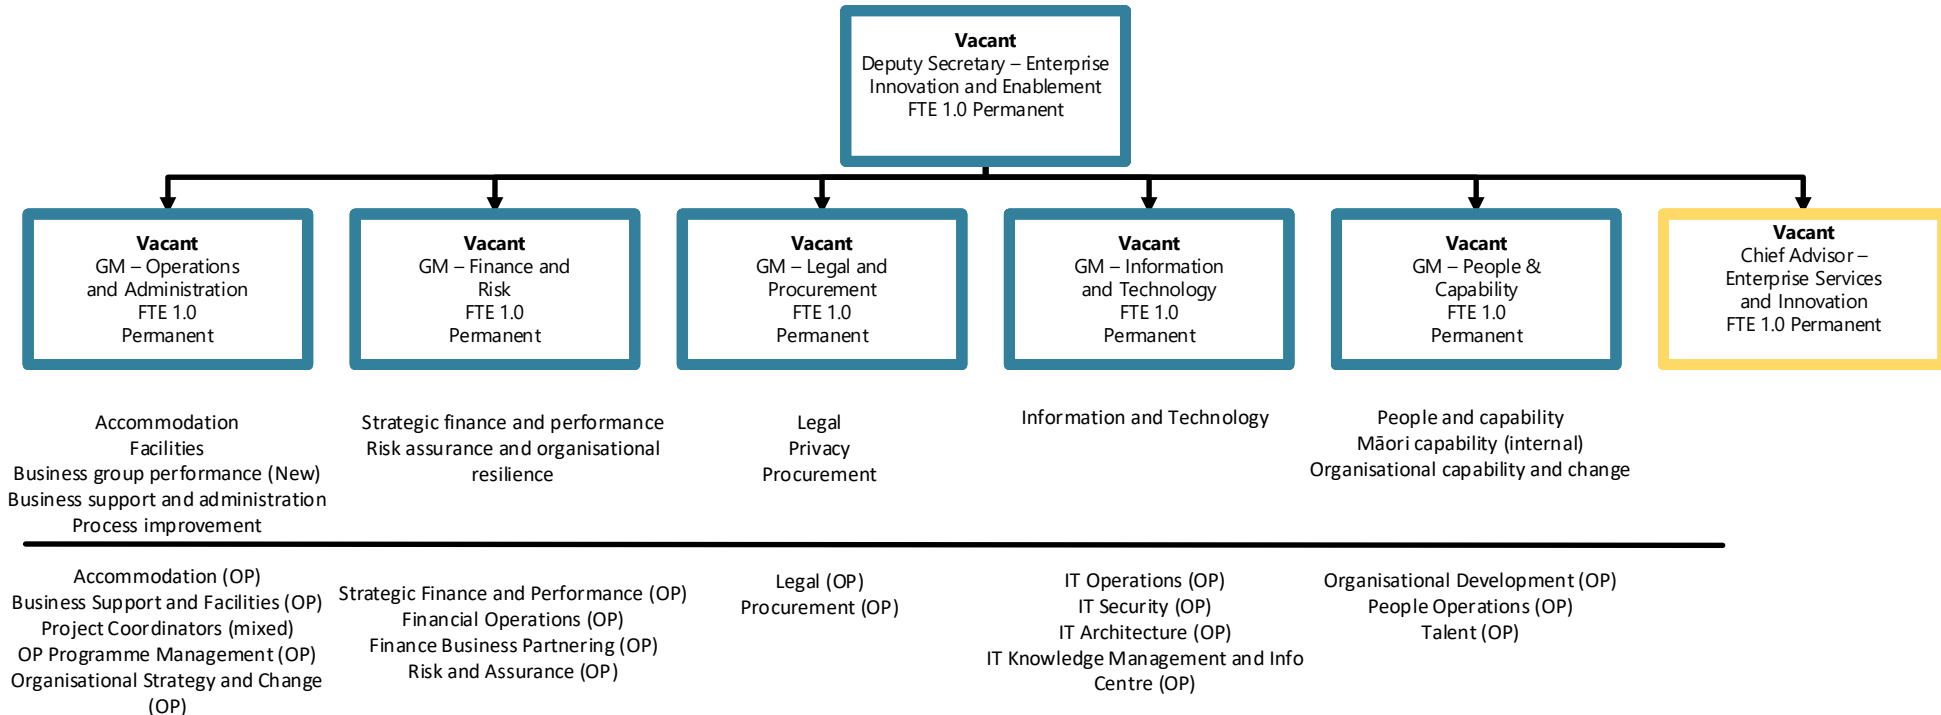 Vacant
Deputy Secretary – Enterprise
Innovation and Enablement
FTE 1.0 Permanent
Vacant
GM – Operations
and Administration
FTE 1.0
Permanent
Vacant
GM – Finance and
Risk
FTE 1.0
Permanent
Vacant
GM – Legal and
Procurement
FTE 1.0
Permanent
Vacant
GM – Information
and Technology
FTE 1.0
Permanent
Vacant
GM – People &
Capability
FTE 1.0
Permanent
Vacant
Chief Advisor –
Enterprise Services
and Innovation
FTE 1.0 Permanent
Accommodation
Facilities
Business group performance (New)
Business support and administration
Process improvement
Strategic finance and performance
Risk assurance and organisational
resilience
Legal
Privacy
Procurement
Information and Technology
People and capability
Māori capability (internal)
Organisational capability and change
Accommodation (OP)
Business Support and Facilities (OP)
Project Coordinators (mixed)
OP Programme Management (OP)
Organisational Strategy and Change
(OP)
Strategic Finance and Performance (OP)
Financial Operations (OP)
Finance Business Partnering (OP)
Risk and Assurance (OP)
Legal (OP)
Procurement (OP)
IT Operations (OP)
IT Security (OP)
IT Architecture (OP)
IT Knowledge Management and Info
Centre (OP)
Organisational Development (OP)
People Operations (OP)
Talent (OP)